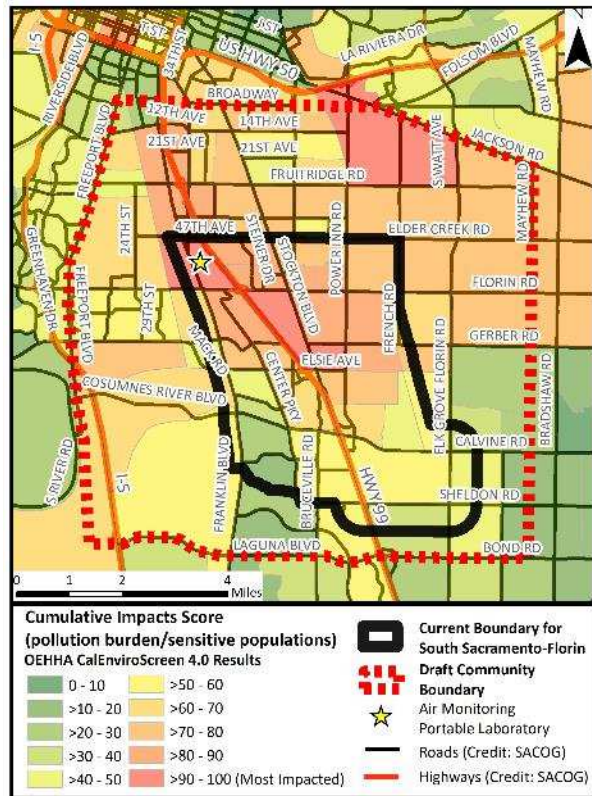 T-ST
J-ST
N
I-5
34TH ST
US HWY 50
LA RIVIERA DR
FOLSOM BLVD
MAYHEW RD
RIVERSIDE BLVD
BROADWAY
12TH AVE
14TH AVE
S WATT AVE
JACKSON RD
FREEPORT BLVD
21ST AVE
21ST AVE
FRUITRIDGE RD
MAYHEW RD
24TH ST
47TH AVE
STEINER DR
STOCKTON BLVD
POWER INN RD
ELDER CREEK RD
GREENHAVEN DR
FREEPORT BLVD
29TH ST
FLORIN RD
FRENCH RD
MACK RD
GERBER RD
CENTER PKY
ELSIE AVE
COSUMNES RIVER BLVD
ELK GROVE FLORIN RD
BRADSHAW RD
S RIVER RD
CALVINE RD
I-5
FRANKLIN BLVD
BRUCEVILLE RD
HWY 99
SHELDON RD
LAGUNA BLVD
BOND RD
0 1 2 4
Miles
Cumulative Impacts Score
(pollution burden/sensitive populations)
OEHHA CalEnviroScreen 4.0 Results
0 - 10 >50 - 60
>10 - 20 >60 - 70
>20 - 30 >70 - 80
>30 - 40 >80 - 90
>40 - 50 >90 - 100 (Most Impacted)
Current Boundary for
South Sacramento-Florin
Draft Community
Boundary
Air Monitoring
Portable Laboratory
Roads (Credit: SACOG)
Highways (Credit: SACOG)